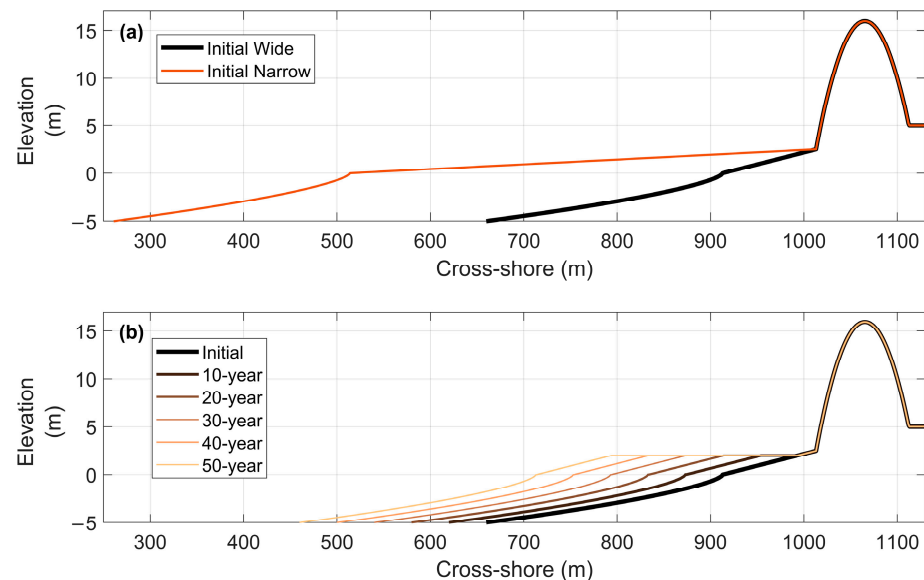 (a)
Initial Wide
Initial Narrow
Elevation
(m)
15
10
5
0
−5
300 400 500 600 700 800 900 1000 1100
Cross-shore (m)
(b)
Initial
10-year
20-year
30-year
40-year
50-year
Elevation
(m)
15
10
5
0
−5
300 400 500 600 700 800 900 1000 1100
Cross-shore (m)